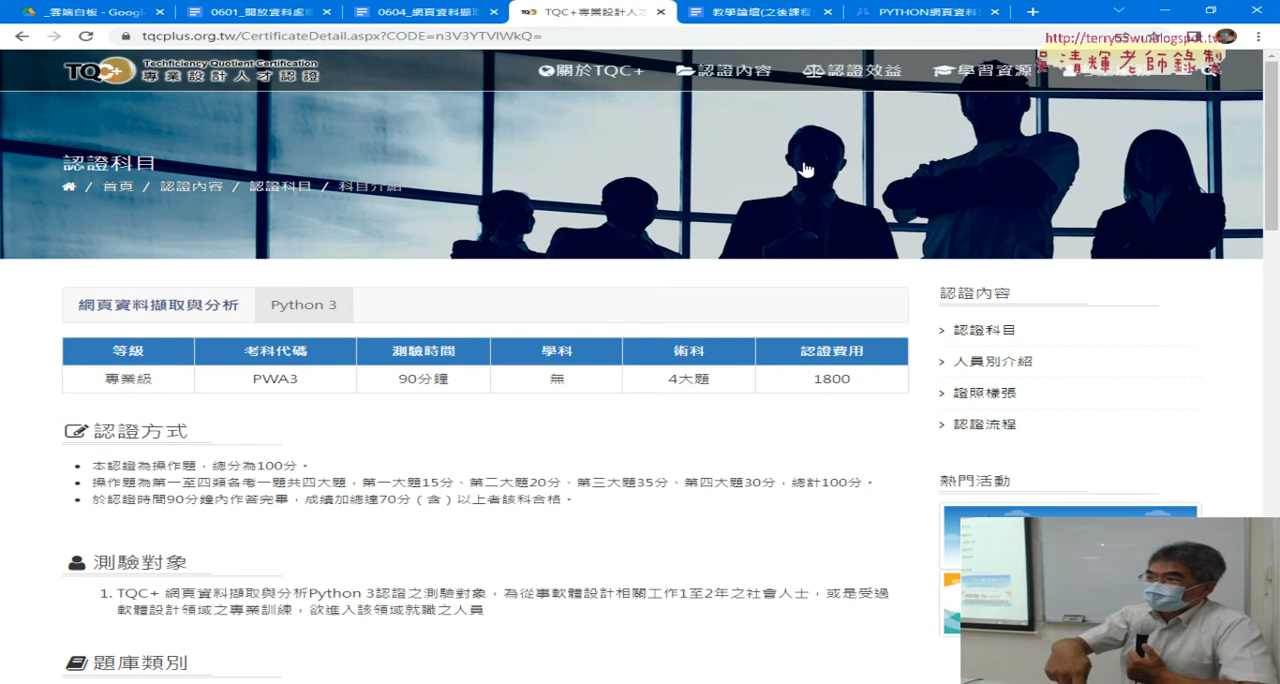 _雲端白板 - Googl
0601_開放資料處
0604_網頁資料擷
TQC+專業設計人才
教學論壇(之後課程
PYTHON網頁資料
tqcplus.org.tw/CertificateDetail.aspx?CODE=n3V3YTVIWkQ=
http://terry55wu.blogspot.tw
吳清輝老師錄製
TQC+
Techficiency Quotient Certification
專業設計人才認證
關於TQC+
認證內容
認證效益
學習資源
認證科目
/ 首頁 / 認證內容 / 認證科目 / 科目介紹
網頁資料擷取與分析 Python 3
等級 考科代碼 測驗時間 學科 術科 認證費用
專業級 PWA3 90分鐘 無 4大題 1800
認證方式
• 本認證為操作題，總分為100分。
• 操作題為第一至四類各考一題共四大題，第一大題15分、第二大題20分、第三大題35分、第四大題30分，總計100分。
• 於認證時間90分鐘內作答完畢，成績加總達70分（含）以上者該科合格。
測驗對象
1. TQC+ 網頁資料擷取與分析Python 3認證之測驗對象，為從事軟體設計相關工作1至2年之社會人士，或是受過
軟體設計領域之專業訓練，欲進入該領域就職之人員
題庫類別
認證內容
> 認證科目
> 人員別介紹
> 證照樣張
> 認證流程
熱門活動